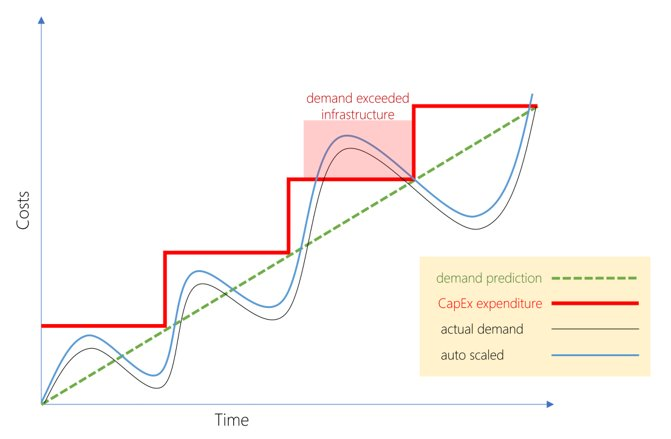 demand exceeded
infrastructure
Costs
demand prediction
CapEx expenditure
actual demand
auto scaled
Time